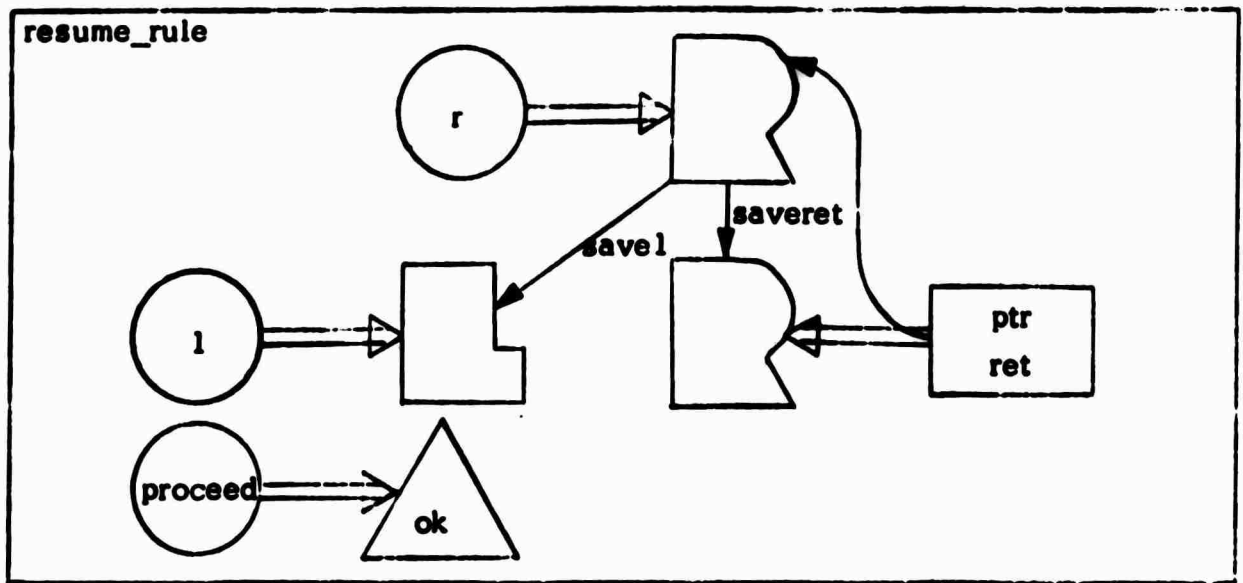 resume_rule
r
saveret
savel
l
ptr
ret
proceed
ok